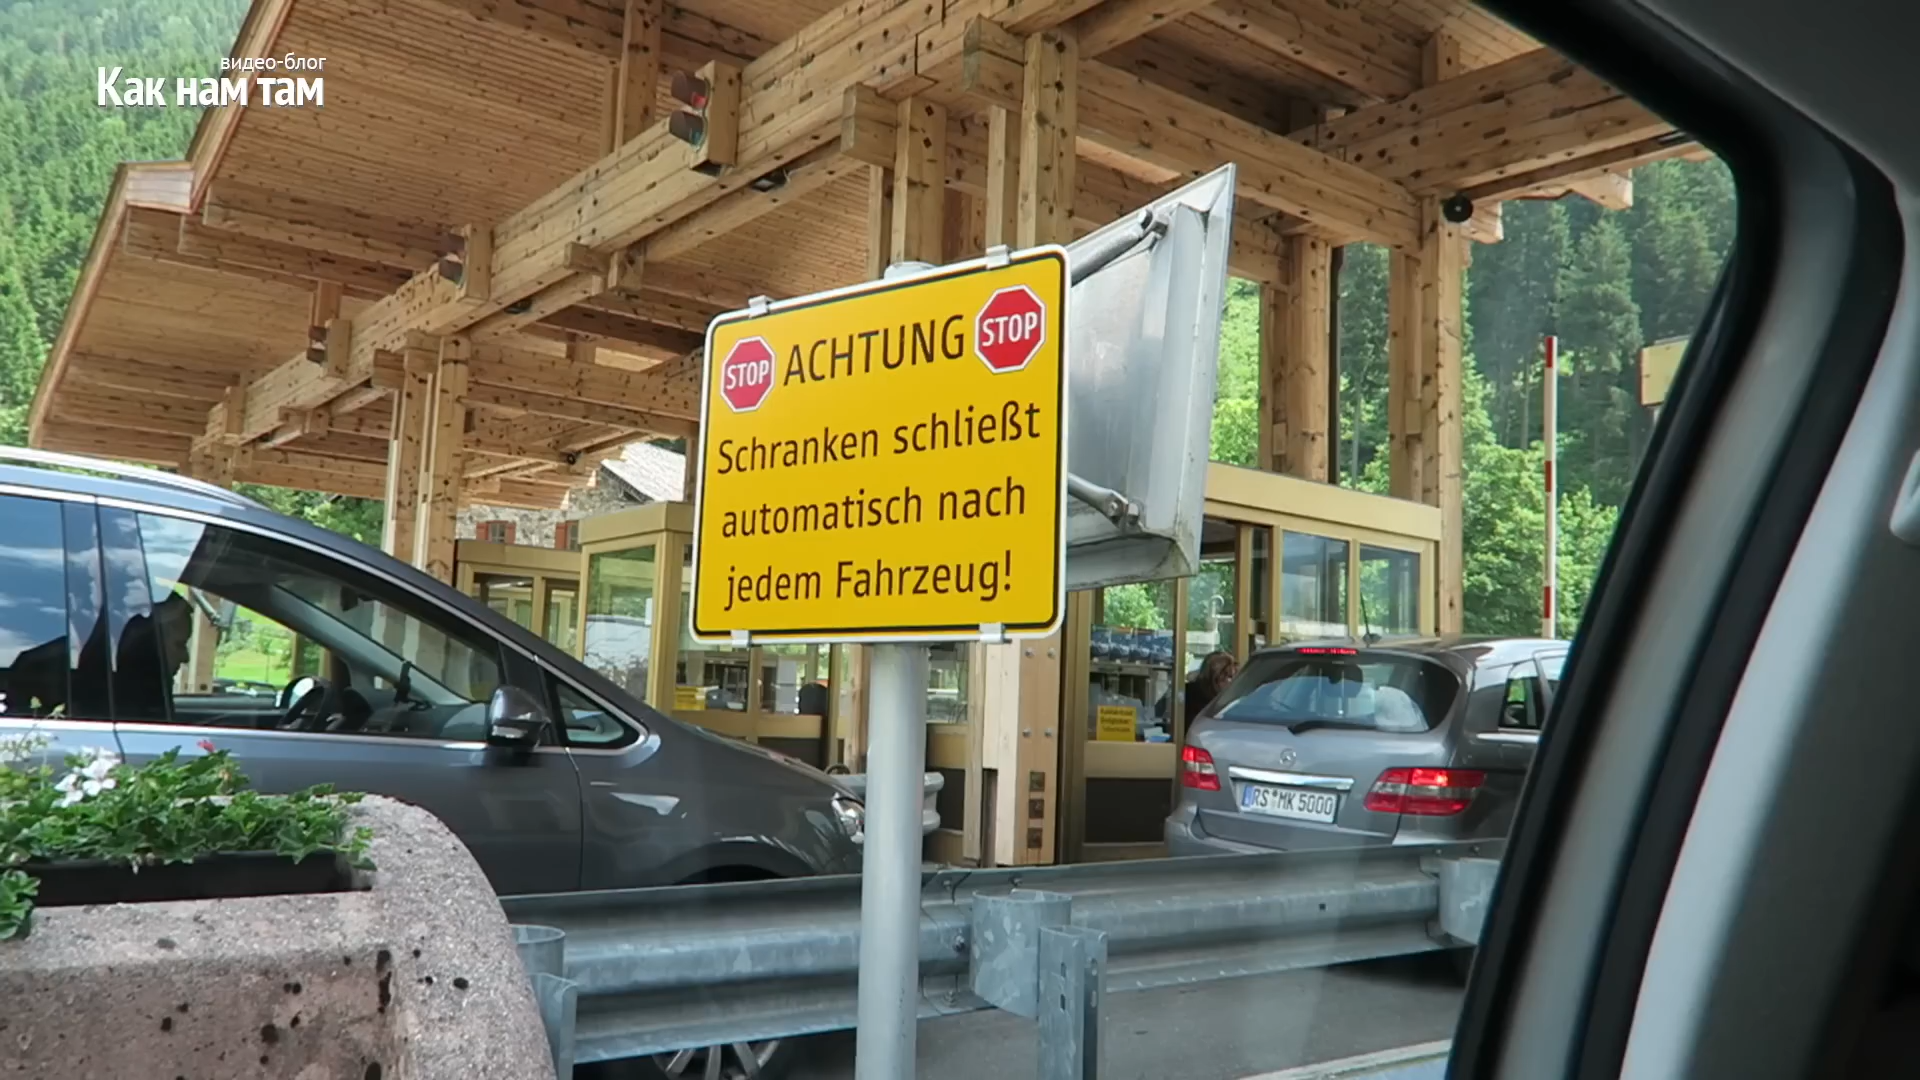 видео-блог
Как нам там
STOP ACHTUNG STOP
Schranken schließt
automatisch nach
jedem Fahrzeug!
RS MK 5000